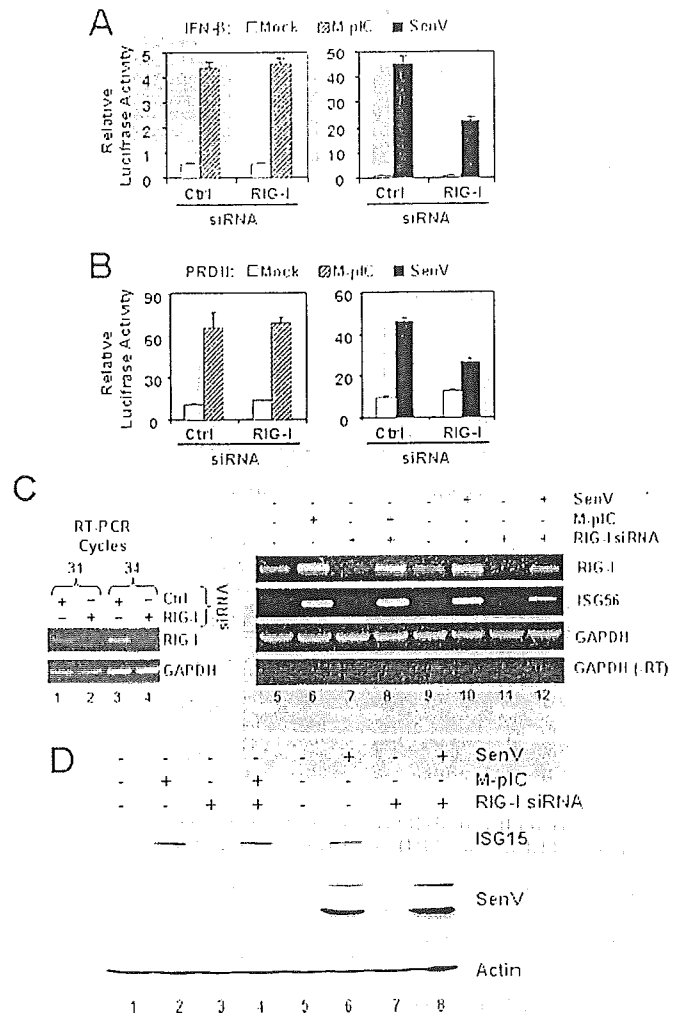 A
IFN-β: Mock M-pIC SenV
Relative
Lucifrase Activity
5
4
3
2
1
0
Ctrl RIG-I
siRNA
50
40
30
20
10
0
Ctrl RIG-I
siRNA
B
PRDII: Mock M-pIC SenV
Relative
Lucifrase Activity
90
60
30
0
Ctrl RIG-I
siRNA
60
40
20
0
Ctrl RIG-I
siRNA
C
RT-PCR
Cycles
31 34
+ - + - Ctrl
- + - + RIG-I
siRNA
RIG-I
GAPDH
1 2 3 4
- - - - - + - + SenV
- + - + - - - - M-pIC
- - + + - - + + RIG-I siRNA
RIG-I
ISG56
GAPDH
GAPDH (-RT)
5 6 7 8 9 10 11 12
D
- - - - - + - + SenV
- + - + - - - - M-pIC
- - + + - - + + RIG-I siRNA
ISG15
SenV
Actin
1 2 3 4 5 6 7 8